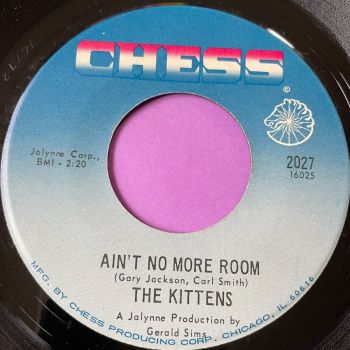 CHESS
©
Jalynne Corp.,
BMI - 2:20
2027
16025
AIN'T NO MORE ROOM
(Gary Jackson, Carl Smith)
THE KITTENS
A Jalynne Production by
Gerald Sims
MFG. BY CHESS PRODUCING CORP. CHICAGO, IL 60616